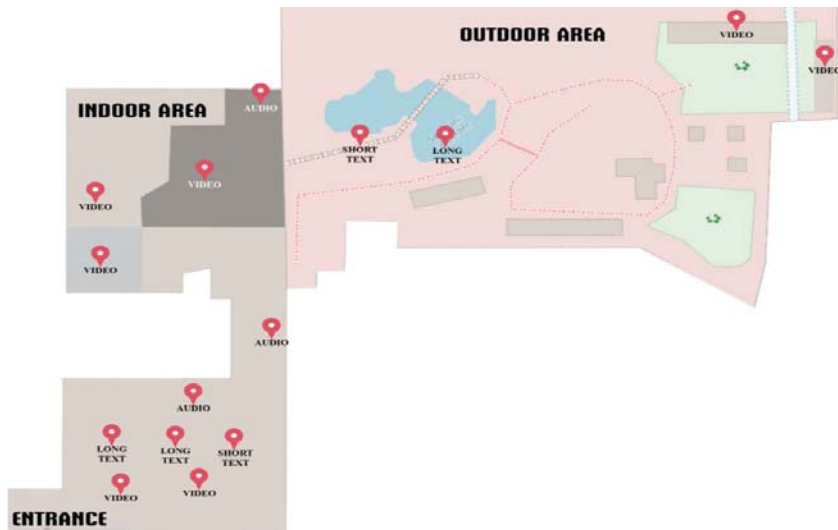 VIDEO
OUTDOOR AREA
VIDEO
INDOOR AREA
AUDIO
SHORT
TEXT
LONG
TEXT
VIDEO
VIDEO
VIDEO
AUDIO
AUDIO
LONG
TEXT
LONG
TEXT
SHORT
TEXT
VIDEO
VIDEO
ENTRANCE